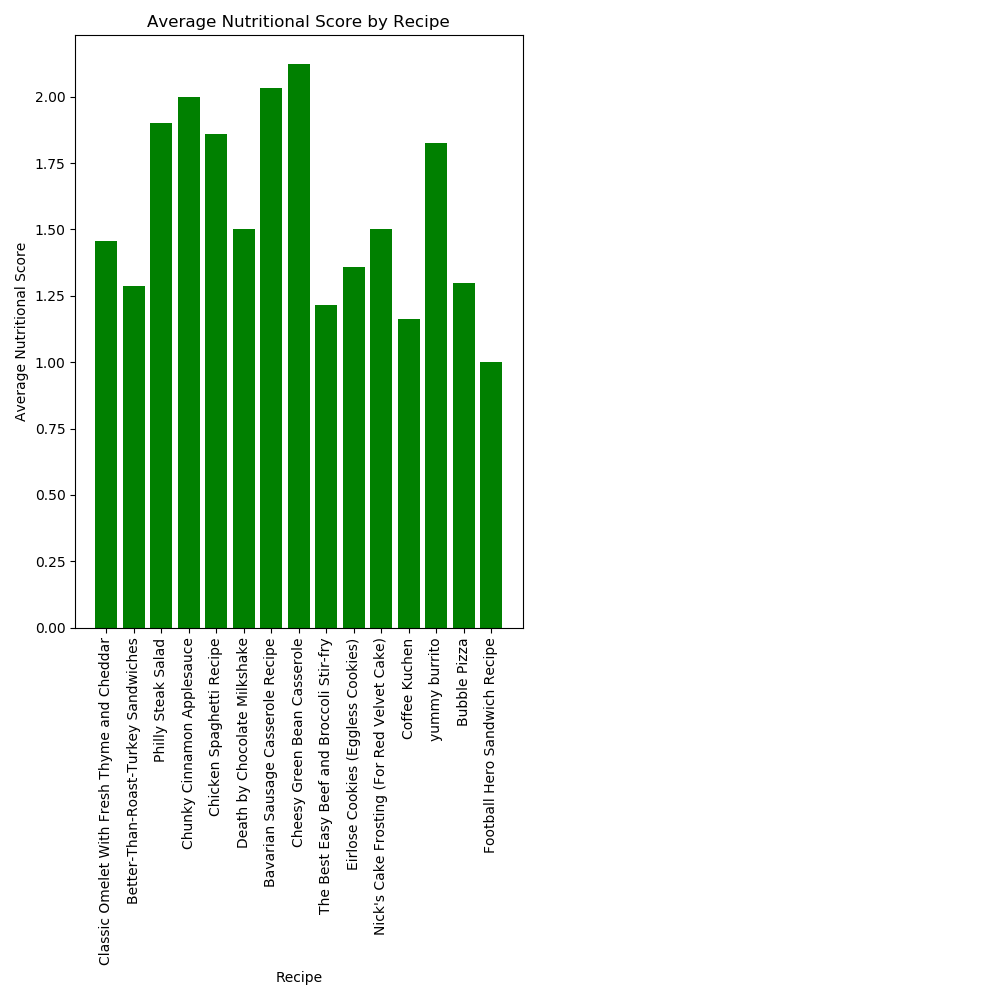 Average Nutritional Score by Recipe
Average Nutritional Score
2.00
1.75
1.50
1.25
1.00
0.75
0.50
0.25
0.00
Classic Omelet With Fresh Thyme and Cheddar
Better-Than-Roast-Turkey Sandwiches
Philly Steak Salad
Chunky Cinnamon Applesauce
Chicken Spaghetti Recipe
Death by Chocolate Milkshake
Bavarian Sausage Casserole Recipe
Cheesy Green Bean Casserole
The Best Easy Beef and Broccoli Stir-fry
Eirlose Cookies (Eggless Cookies)
Nick's Cake Frosting (For Red Velvet Cake)
Coffee Kuchen
yummy burrito
Bubble Pizza
Football Hero Sandwich Recipe
Recipe